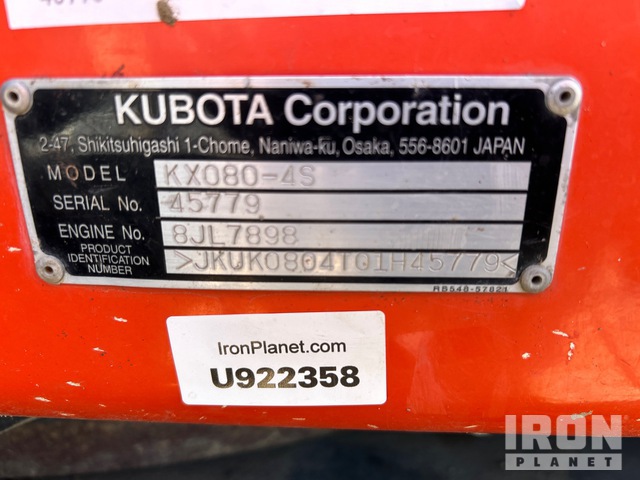 KUBOTA Corporation
2-47, Shikitsuhigashi 1-Chome, Naniwa-ku, Osaka, 556-8601 JAPAN
MODEL KX080-4S
SERIAL No. 45779
ENGINE No. 8JL7898
PRODUCT
IDENTIFICATION
NUMBER
>JKUK0804T01H45779<
RB548-57821
IronPlanet.com
U922358
IRON
PLANET